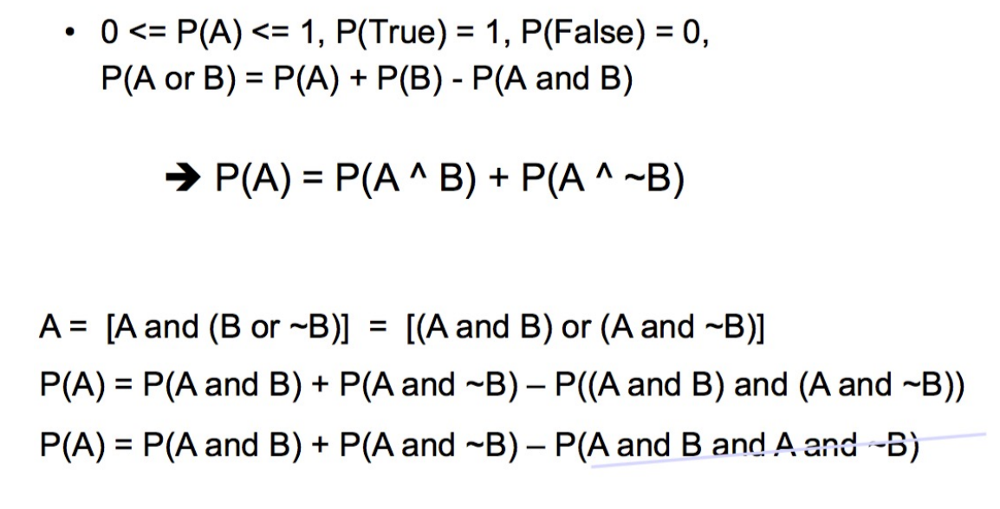 • 0 <= P(A) <= 1, P(True) = 1, P(False) = 0,
P(A or B) = P(A) + P(B) - P(A and B)
➔ P(A) = P(A ^ B) + P(A ^ ~B)
A = [A and (B or ~B)] = [(A and B) or (A and ~B)]
P(A) = P(A and B) + P(A and ~B) – P((A and B) and (A and ~B))
P(A) = P(A and B) + P(A and ~B) – P(A and B and A and ~B)